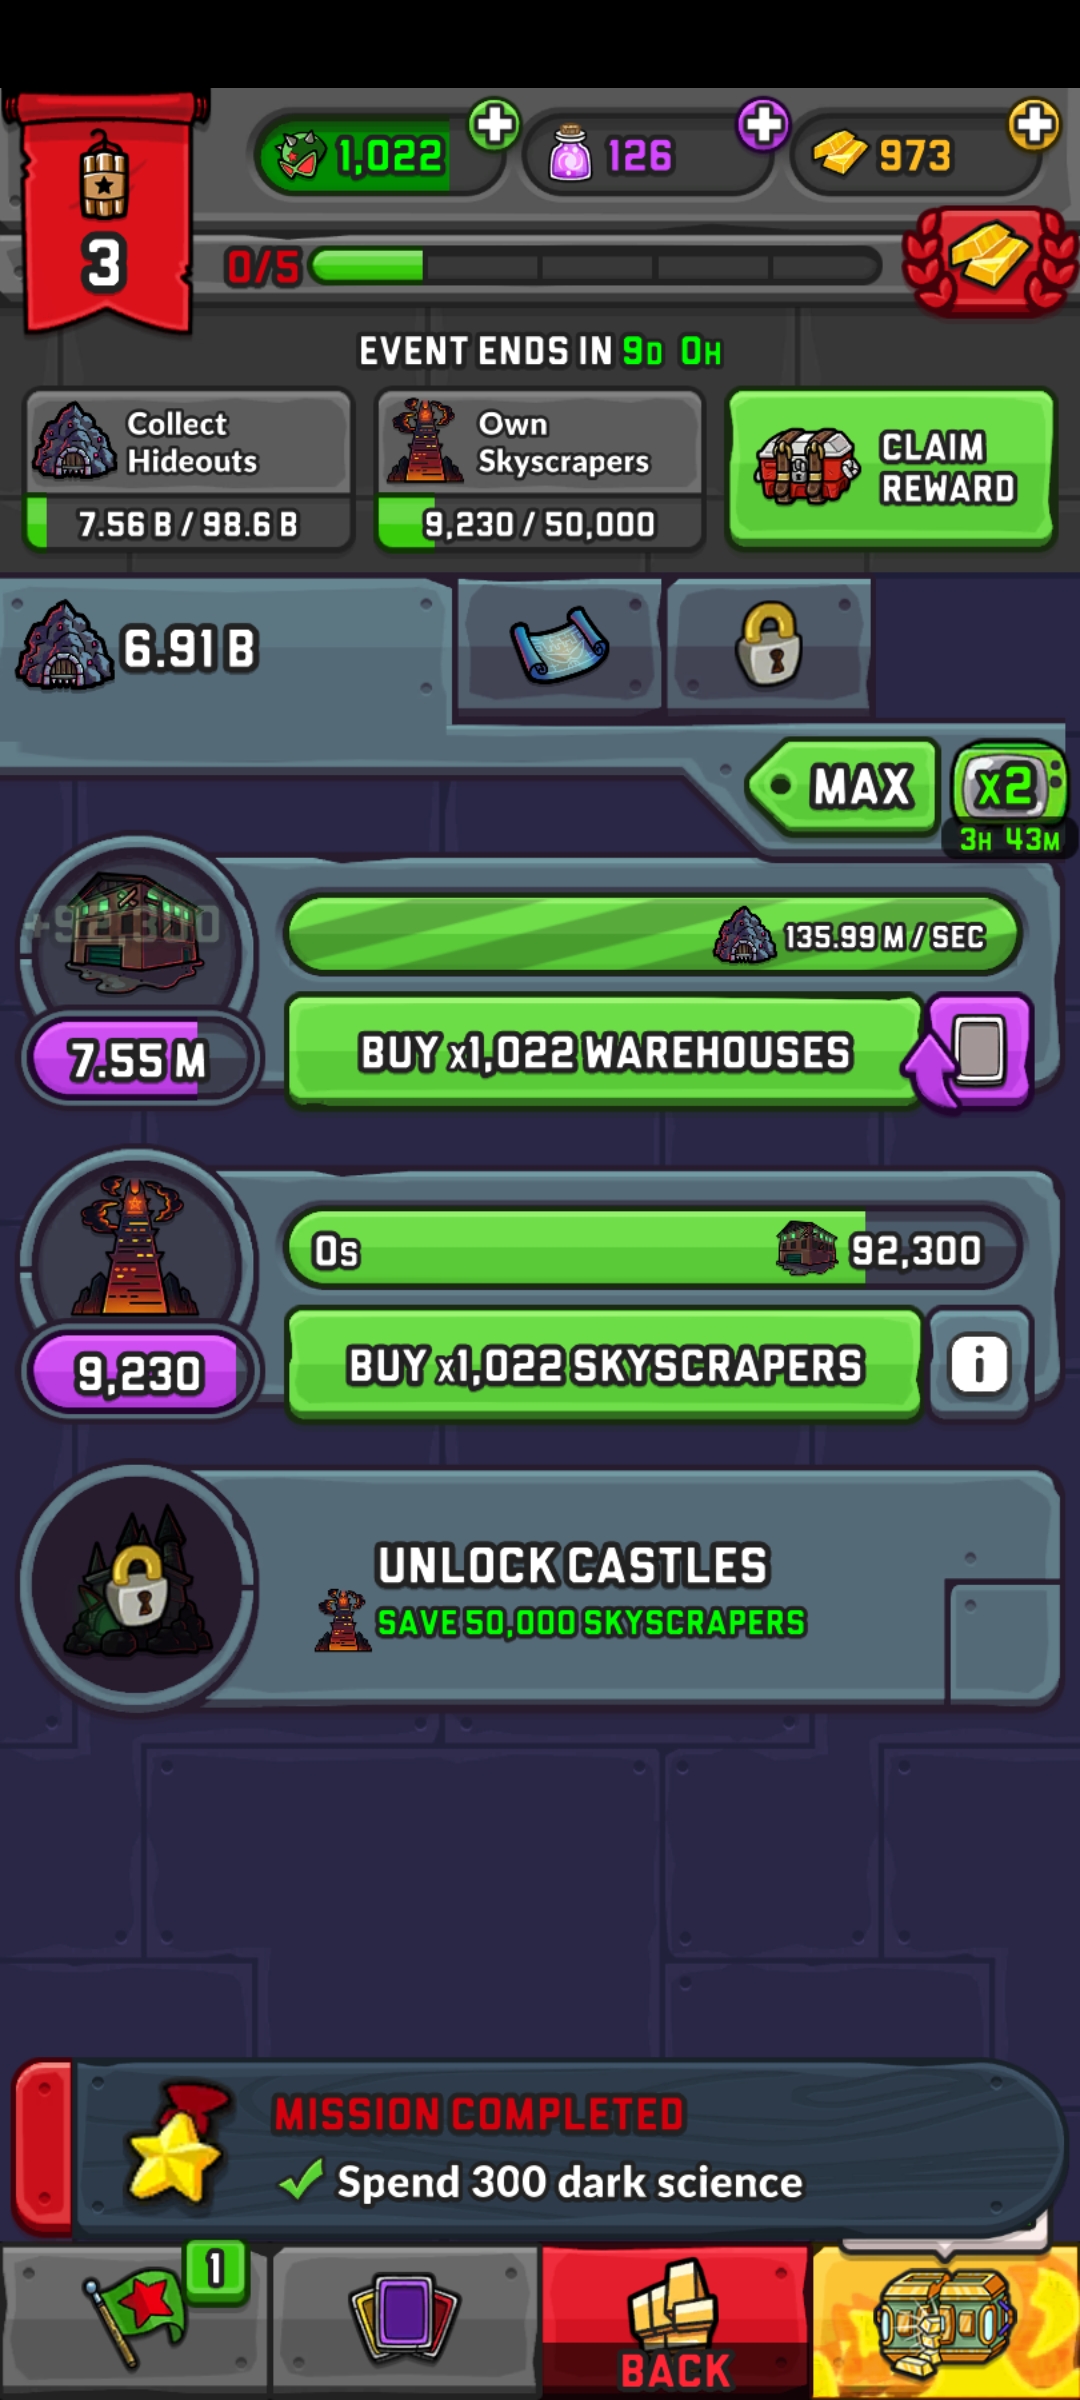 1,022
126
973
3
0/5
EVENT ENDS IN 9D 0H
Collect
Hideouts
7.56 B / 98.6 B
Own
Skyscrapers
9,230 / 50,000
CLAIM
REWARD
6.91 B
MAX
x2
3H 43M
+92,300
135.99 M / SEC
7.55 M
BUY x1,022 WAREHOUSES
0s
92,300
9,230
BUY x1,022 SKYSCRAPERS
i
UNLOCK CASTLES
SAVE 50,000 SKYSCRAPERS
MISSION COMPLETED
Spend 300 dark science
1
BACK